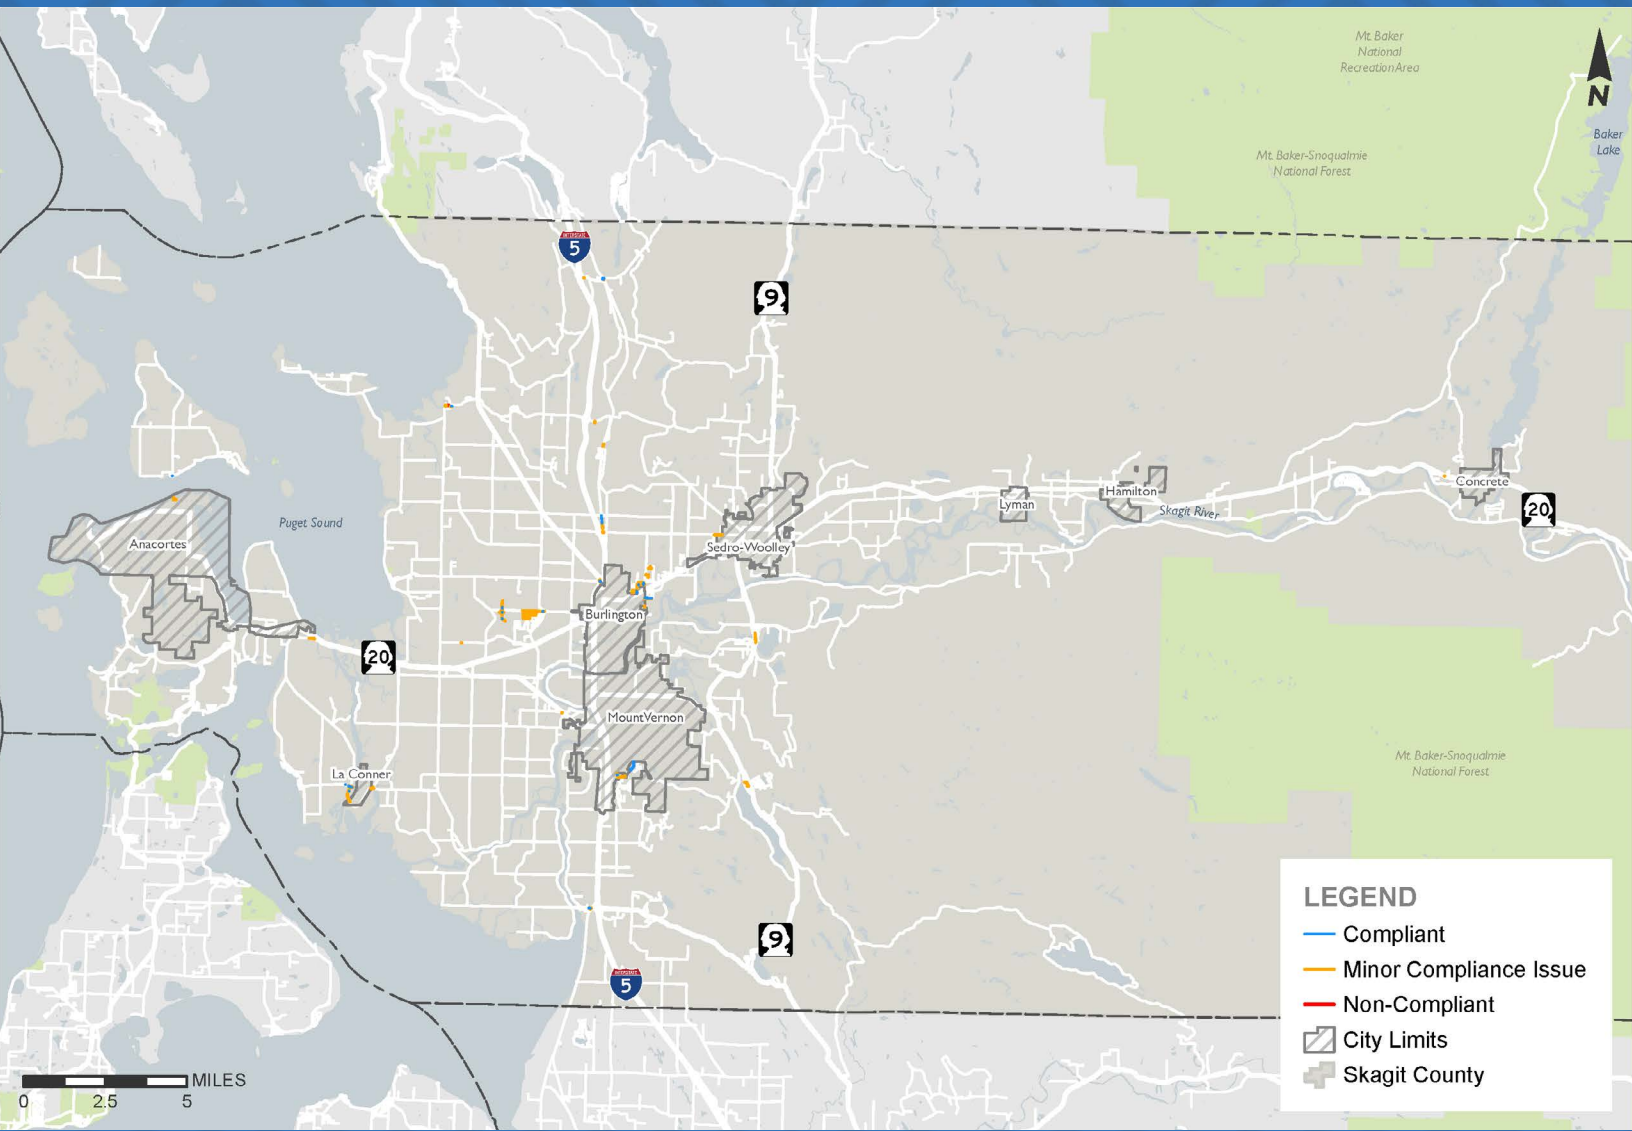 Mt. Baker
National
Recreation Area
N
Baker
Lake
Mt. Baker-Snoqualmie
National Forest
INTERSTATE
5
9
Puget Sound
Anacortes
Sedro-Woolley
Lyman
Hamilton
Skagit River
Concrete
20
Burlington
20
Mount Vernon
La Conner
Mt. Baker-Snoqualmie
National Forest
9
INTERSTATE
5
LEGEND
Compliant
Minor Compliance Issue
Non-Compliant
City Limits
Skagit County
MILES
0 2.5 5